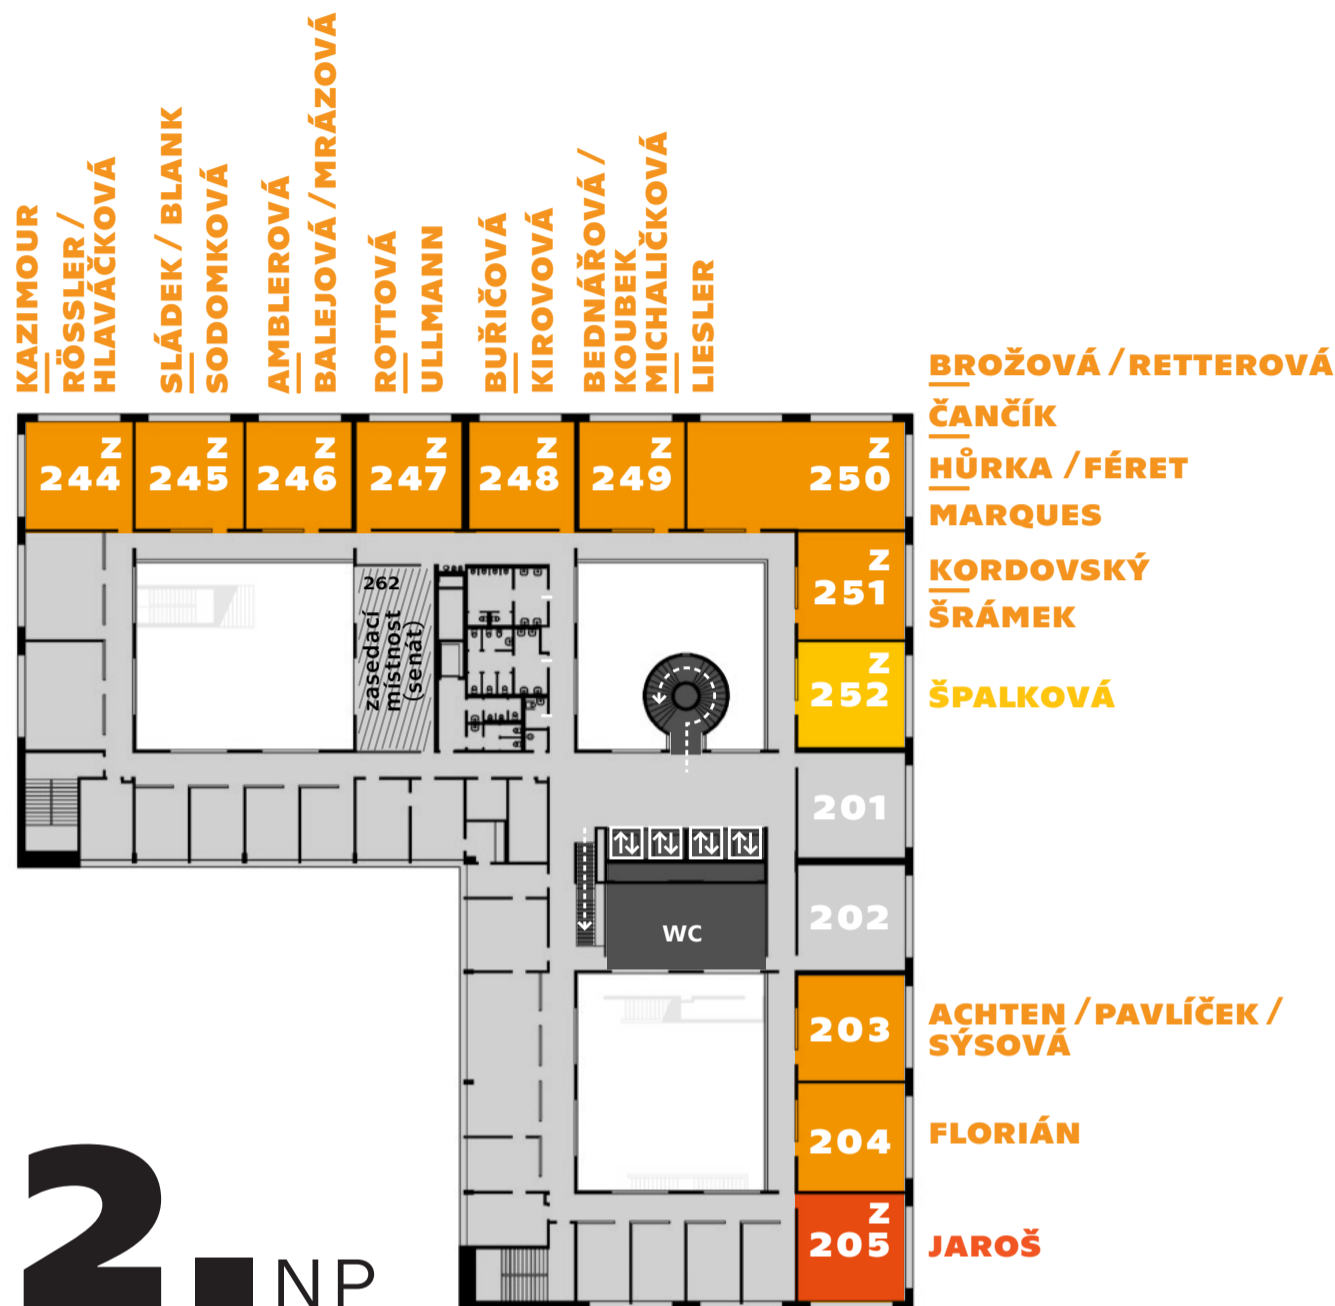 KAZIMOUR
RÖSSLER /
HLAVÁČKOVÁ
SLÁDEK / BLANK
SODOMKOVÁ
AMBLEROVÁ
BALEJOVÁ / MRÁZOVÁ
ROTTOVÁ
ULLMANN
BUŘIČOVÁ
KIROVOVÁ
BEDNÁŘOVÁ /
KOUBEK
MICHALIČKOVÁ
LIESLER
BROŽOVÁ / RETTEROVÁ
ČANČÍK
HŮRKA / FÉRET
MARQUES
KORDOVSKÝ
ŠRÁMEK
ŠPALKOVÁ
Z
244
Z
245
Z
246
Z
247
Z
248
Z
249
Z
250
Z
251
Z
252
262
zasedací
místnost
(senát)
201
202
WC
203
ACHTEN / PAVLÍČEK /
SÝSOVÁ
204
FLORIÁN
Z
205
JAROŠ
2. NP